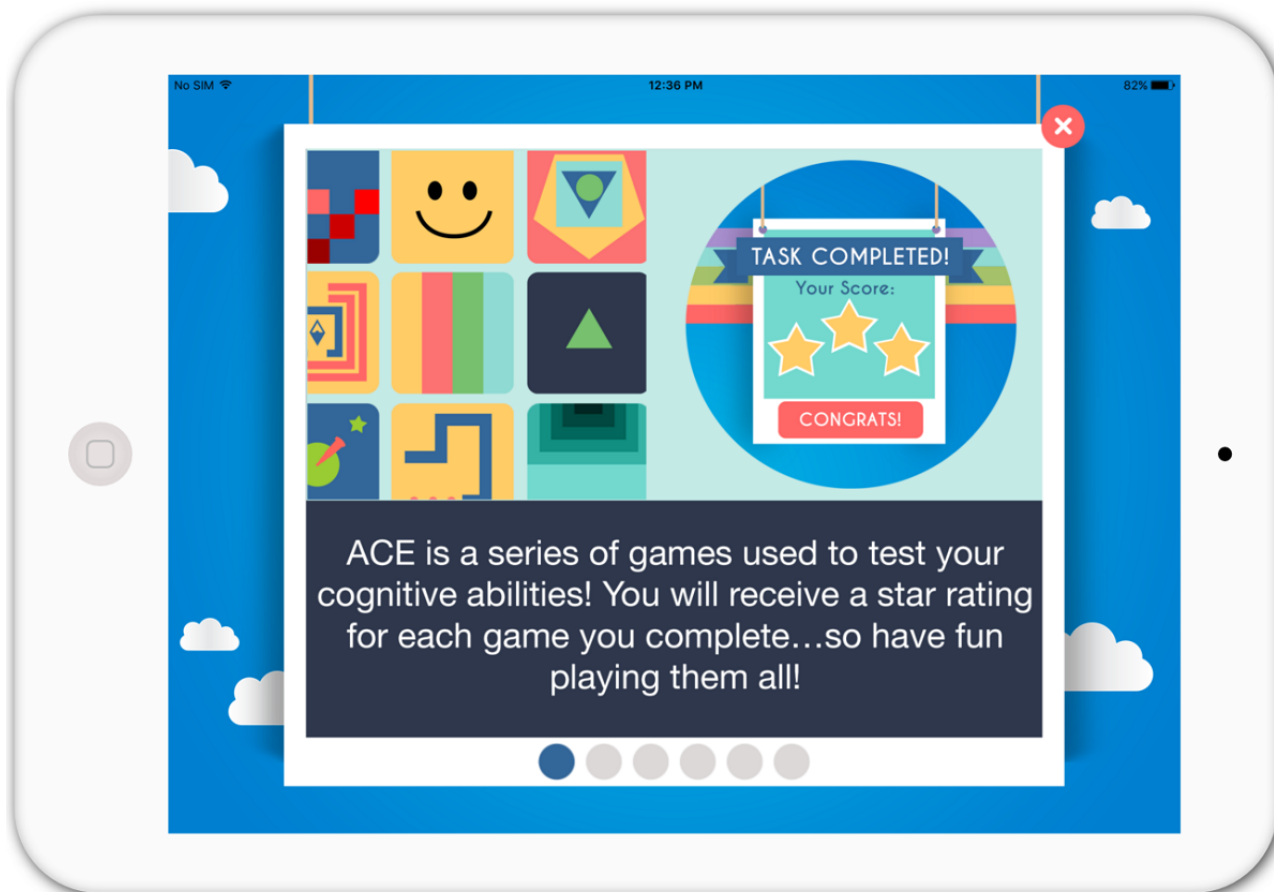 No SIM
12:36 PM
82%
TASK COMPLETED!
Your Score:
CONGRATS!
ACE is a series of games used to test your
cognitive abilities! You will receive a star rating
for each game you complete...so have fun
playing them all!